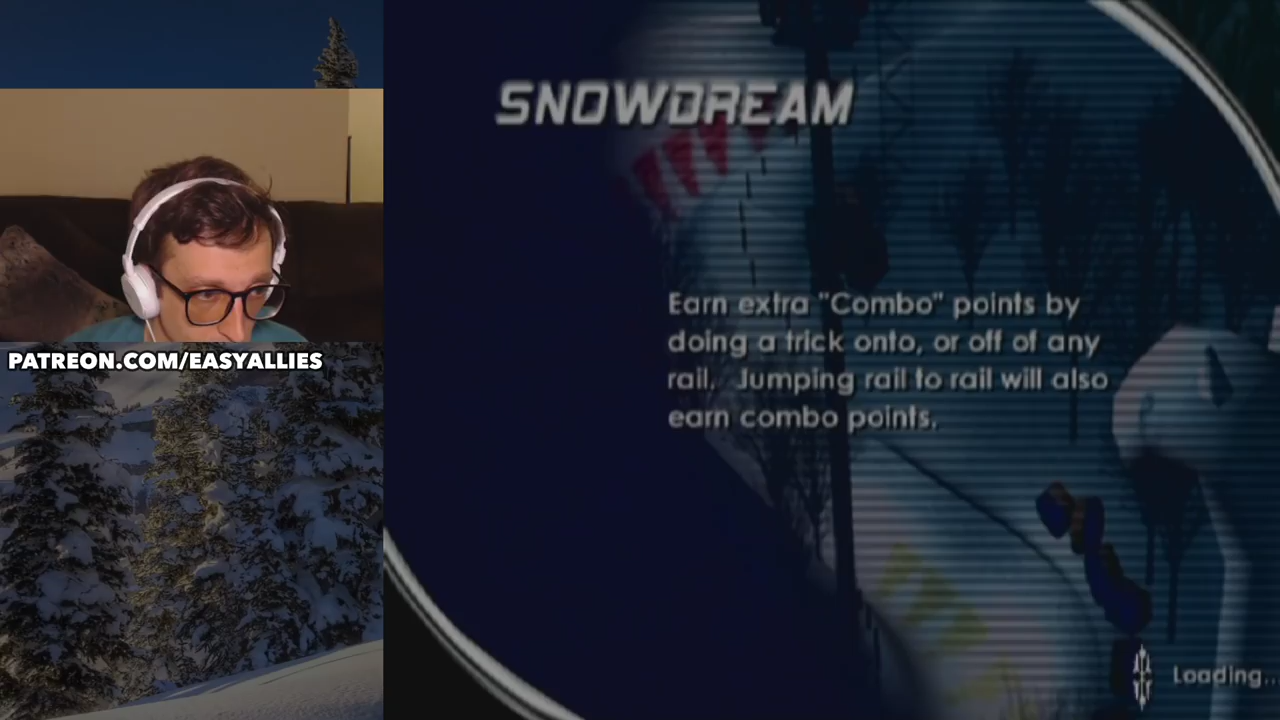 SNOWDREAM
Earn extra "Combo" points by
doing a trick onto, or off of any
rail. Jumping rail to rail will also
earn combo points.
PATREON.COM/EASYALLIES
Loading...